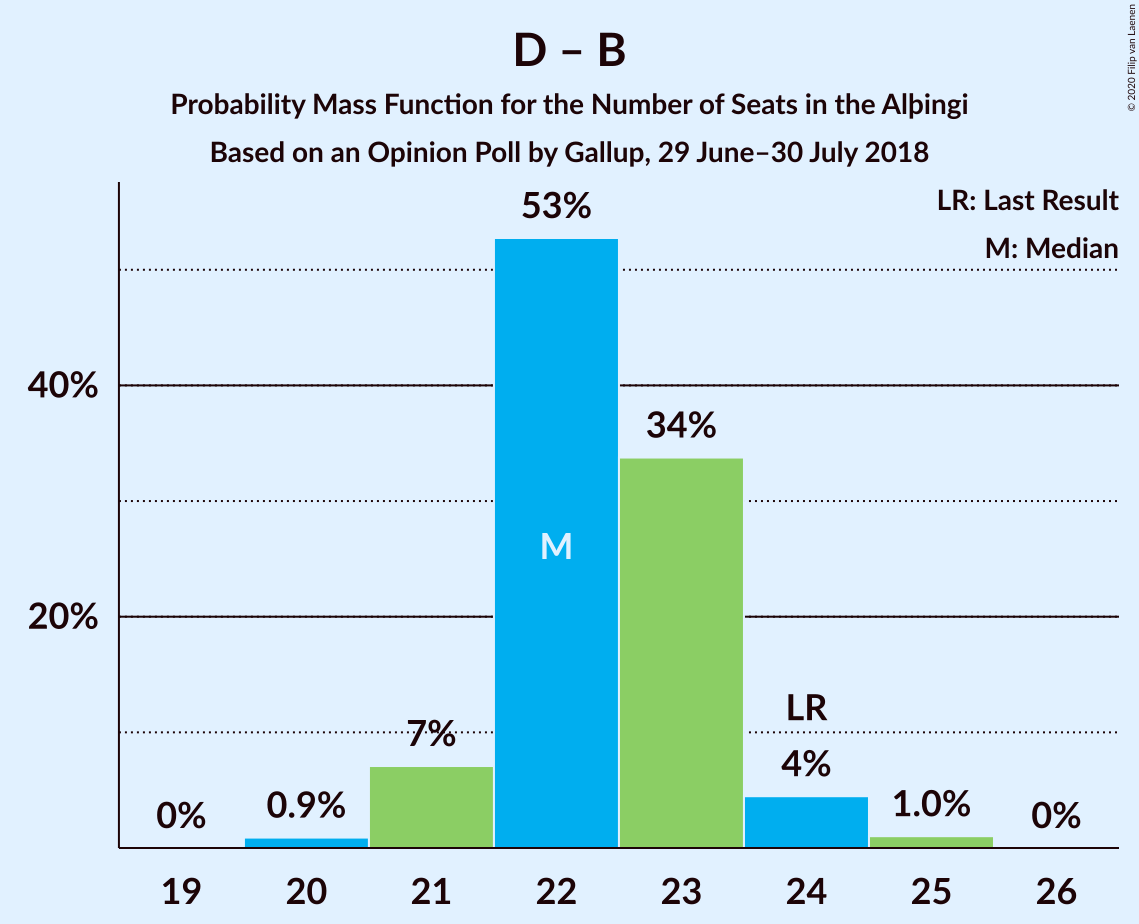 D – B
Probability Mass Function for the Number of Seats in the Alþingi
Based on an Opinion Poll by Gallup, 29 June–30 July 2018
© 2020 Filip van Laenen
LR: Last Result
M: Median
53%
40%
34%
M
20%
LR
7%
4%
0%
0.9%
1.0%
0%
19 20 21 22 23 24 25 26